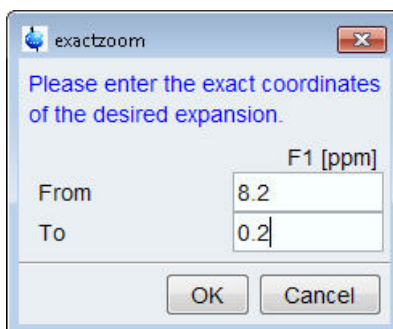 exactzoom
Please enter the exact coordinates
of the desired expansion.
F1 [ppm]
From 8.2
To 0.2
OK Cancel